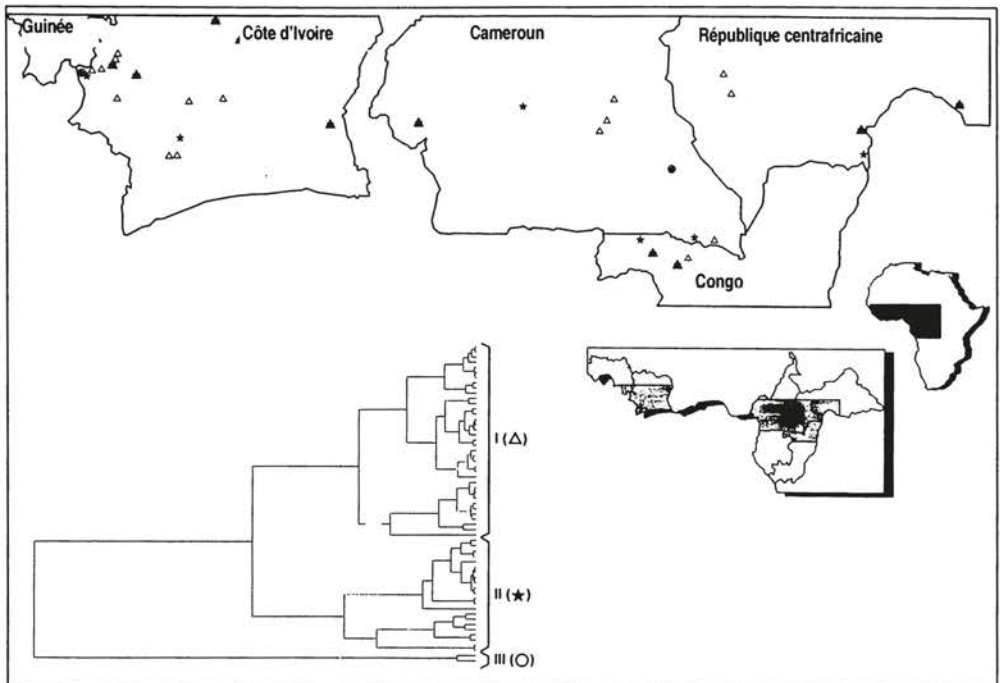 Guinée
Côte d'Ivoire
Cameroun
République centrafricaine
Congo
I (△)
II (★)
III (○)